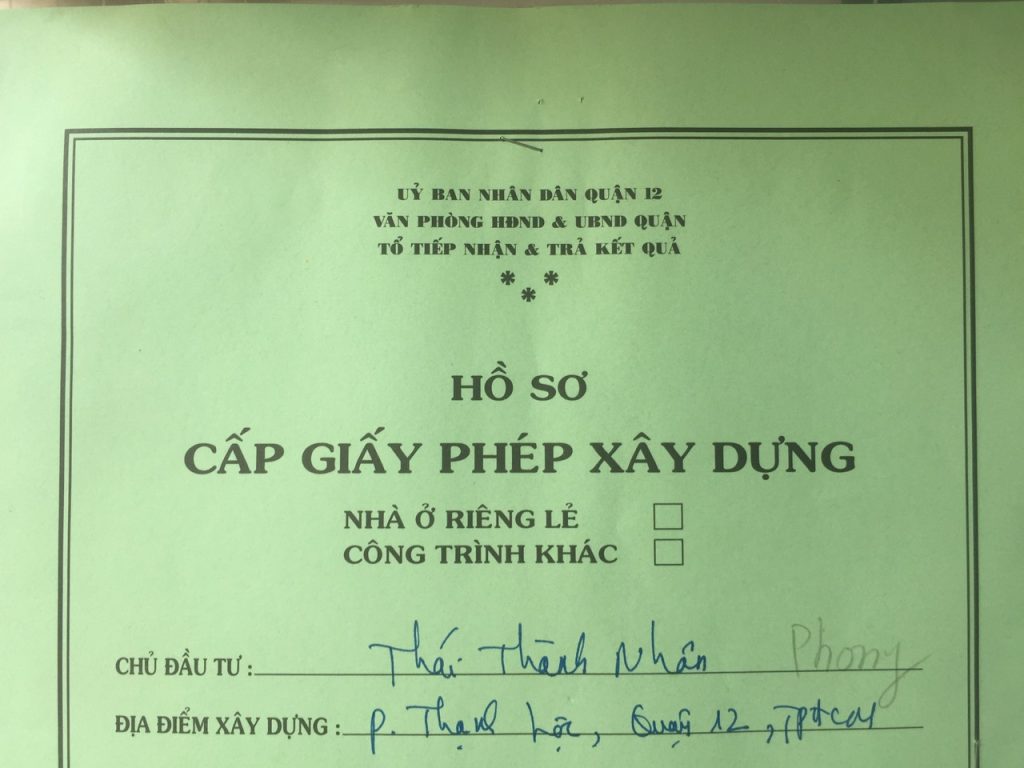 UỶ BAN NHÂN DÂN QUẬN 12
VĂN PHÒNG HĐND & UBND QUẬN
TỔ TIẾP NHẬN & TRẢ KẾT QUẢ
* * *
HỒ SƠ
CẤP GIẤY PHÉP XÂY DỰNG
NHÀ Ở RIÊNG LẺ
CÔNG TRÌNH KHÁC
CHỦ ĐẦU TƯ : Thái Thành Nhân Phong
ĐỊA ĐIỂM XÂY DỰNG : P. Thạnh Lộc, Quận 12, TPHCM